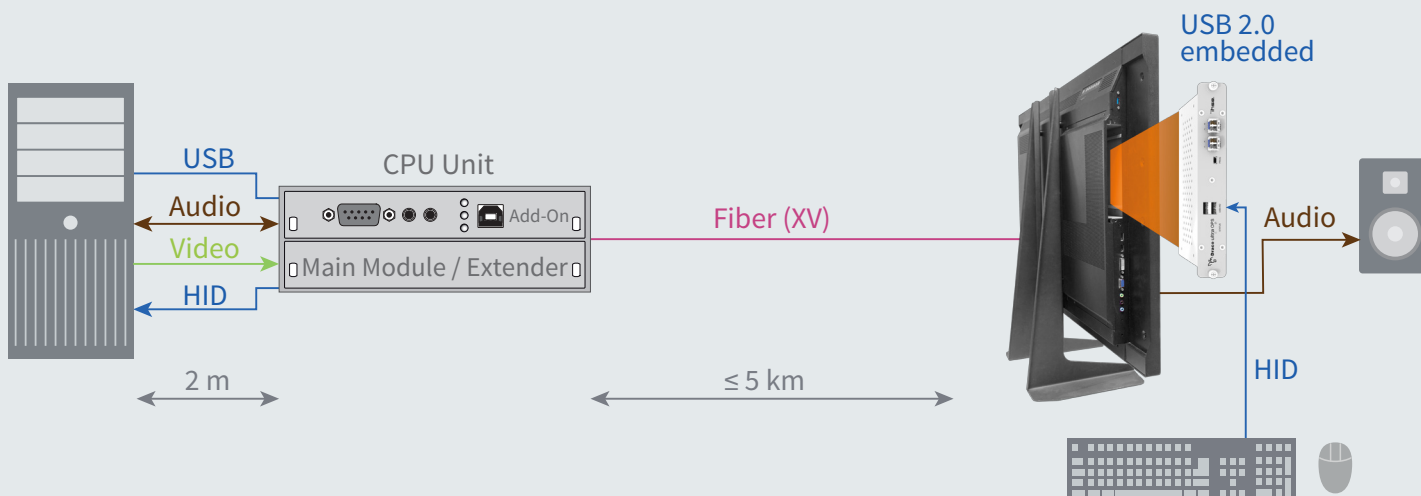 USB 2.0
embedded
USB
CPU Unit
Audio
Add-On
Fiber (XV)
Audio
Video
Main Module / Extender
HID
HID
2 m
≤ 5 km